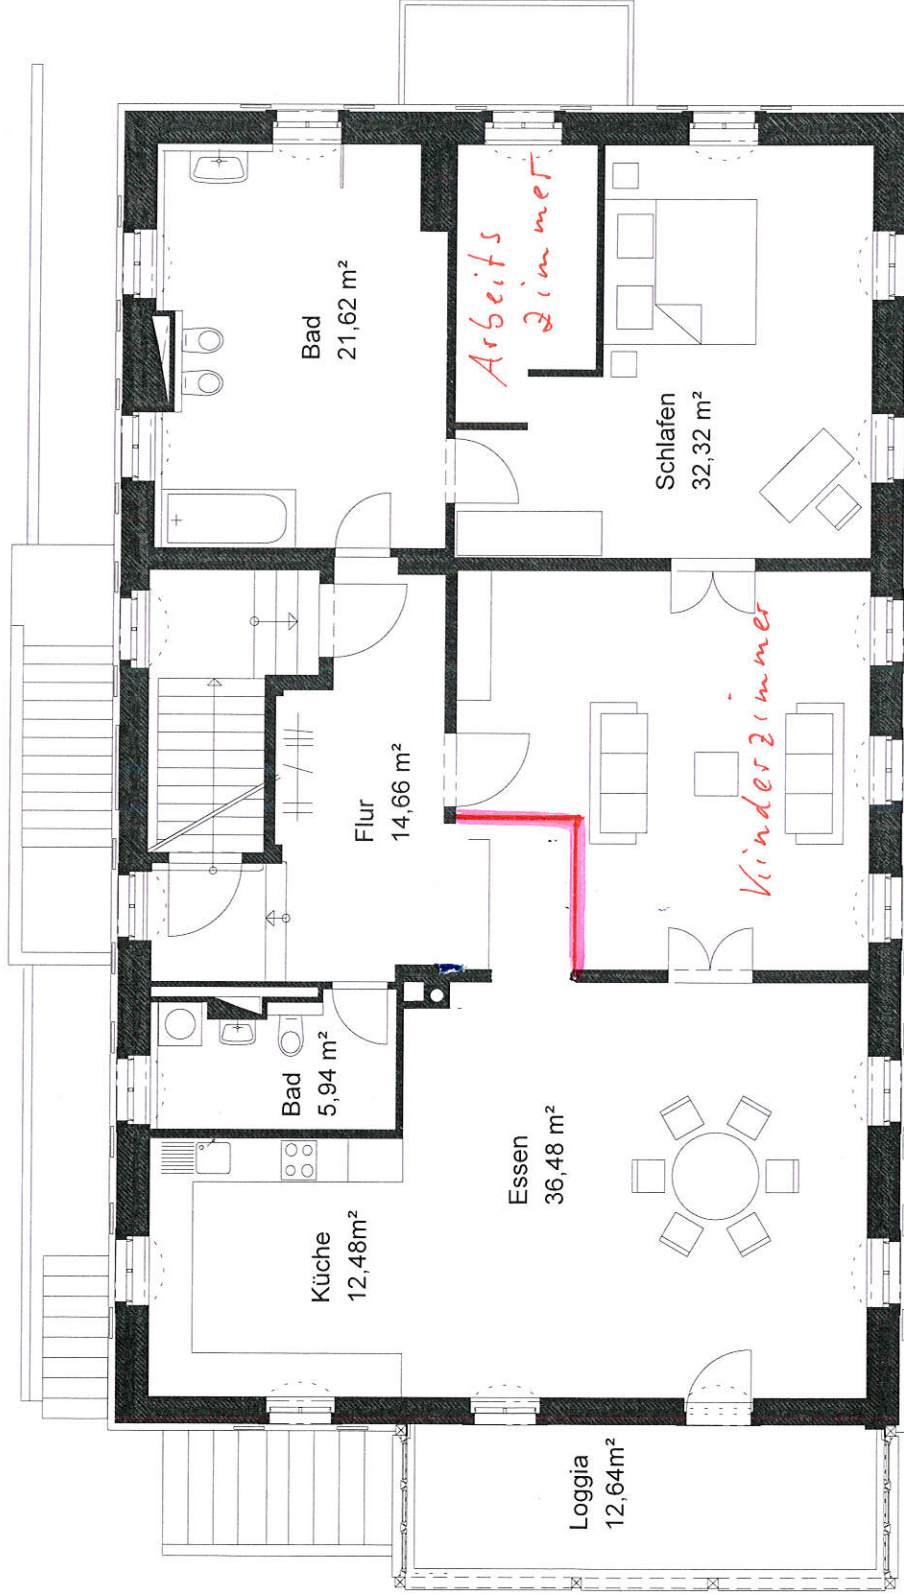 Bad
21,62 m²
Arbeits
zimmer
Schlafen
32,32 m²
Flur
14,66 m²
Kinderzimmer
Bad
5,94 m²
Küche
12,48m²
Essen
36,48 m²
Loggia
12,64m²